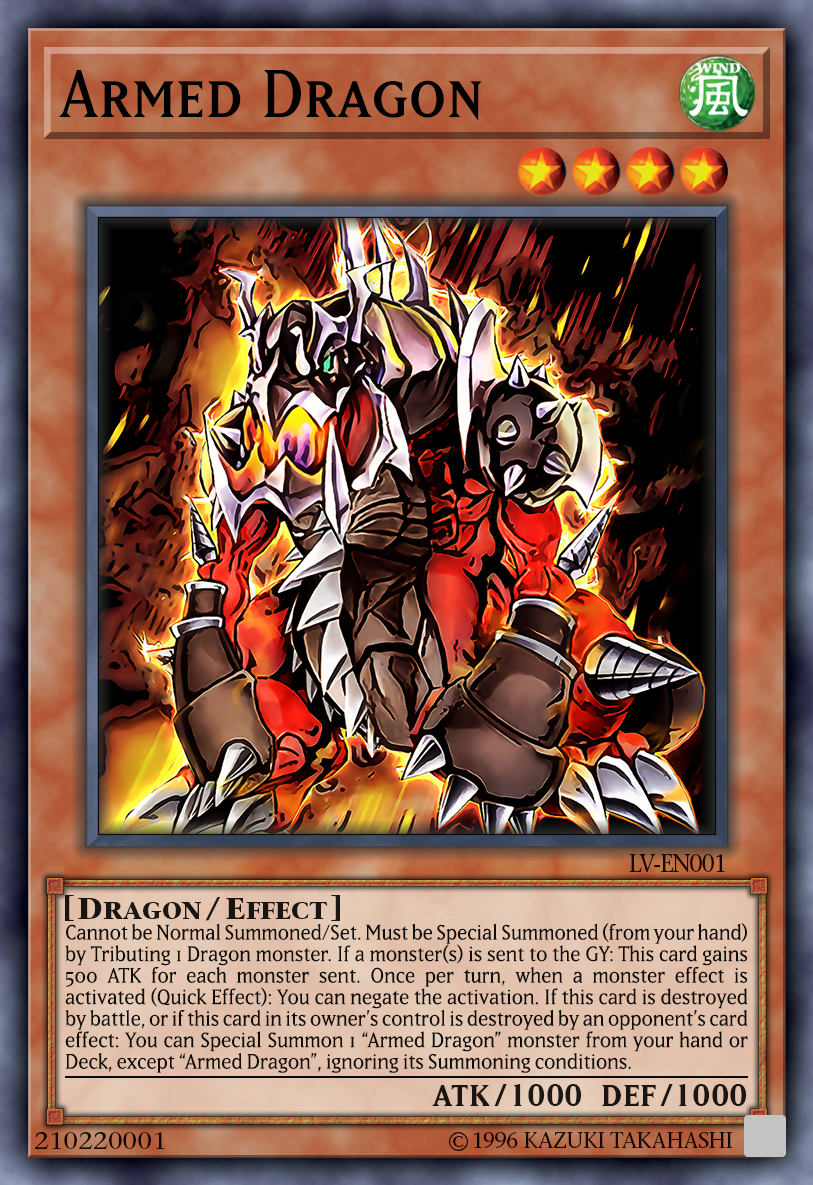 Armed Dragon
WIND
風
LV-EN001
[ Dragon / Effect ]
Cannot be Normal Summoned/Set. Must be Special Summoned (from your hand)
by Tributing 1 Dragon monster. If a monster(s) is sent to the GY: This card gains
500 ATK for each monster sent. Once per turn, when a monster effect is
activated (Quick Effect): You can negate the activation. If this card is destroyed
by battle, or if this card in its owner's control is destroyed by an opponent's card
effect: You can Special Summon 1 “Armed Dragon” monster from your hand or
Deck, except “Armed Dragon”, ignoring its Summoning conditions.
ATK/1000 DEF/1000
210220001
© 1996 KAZUKI TAKAHASHI